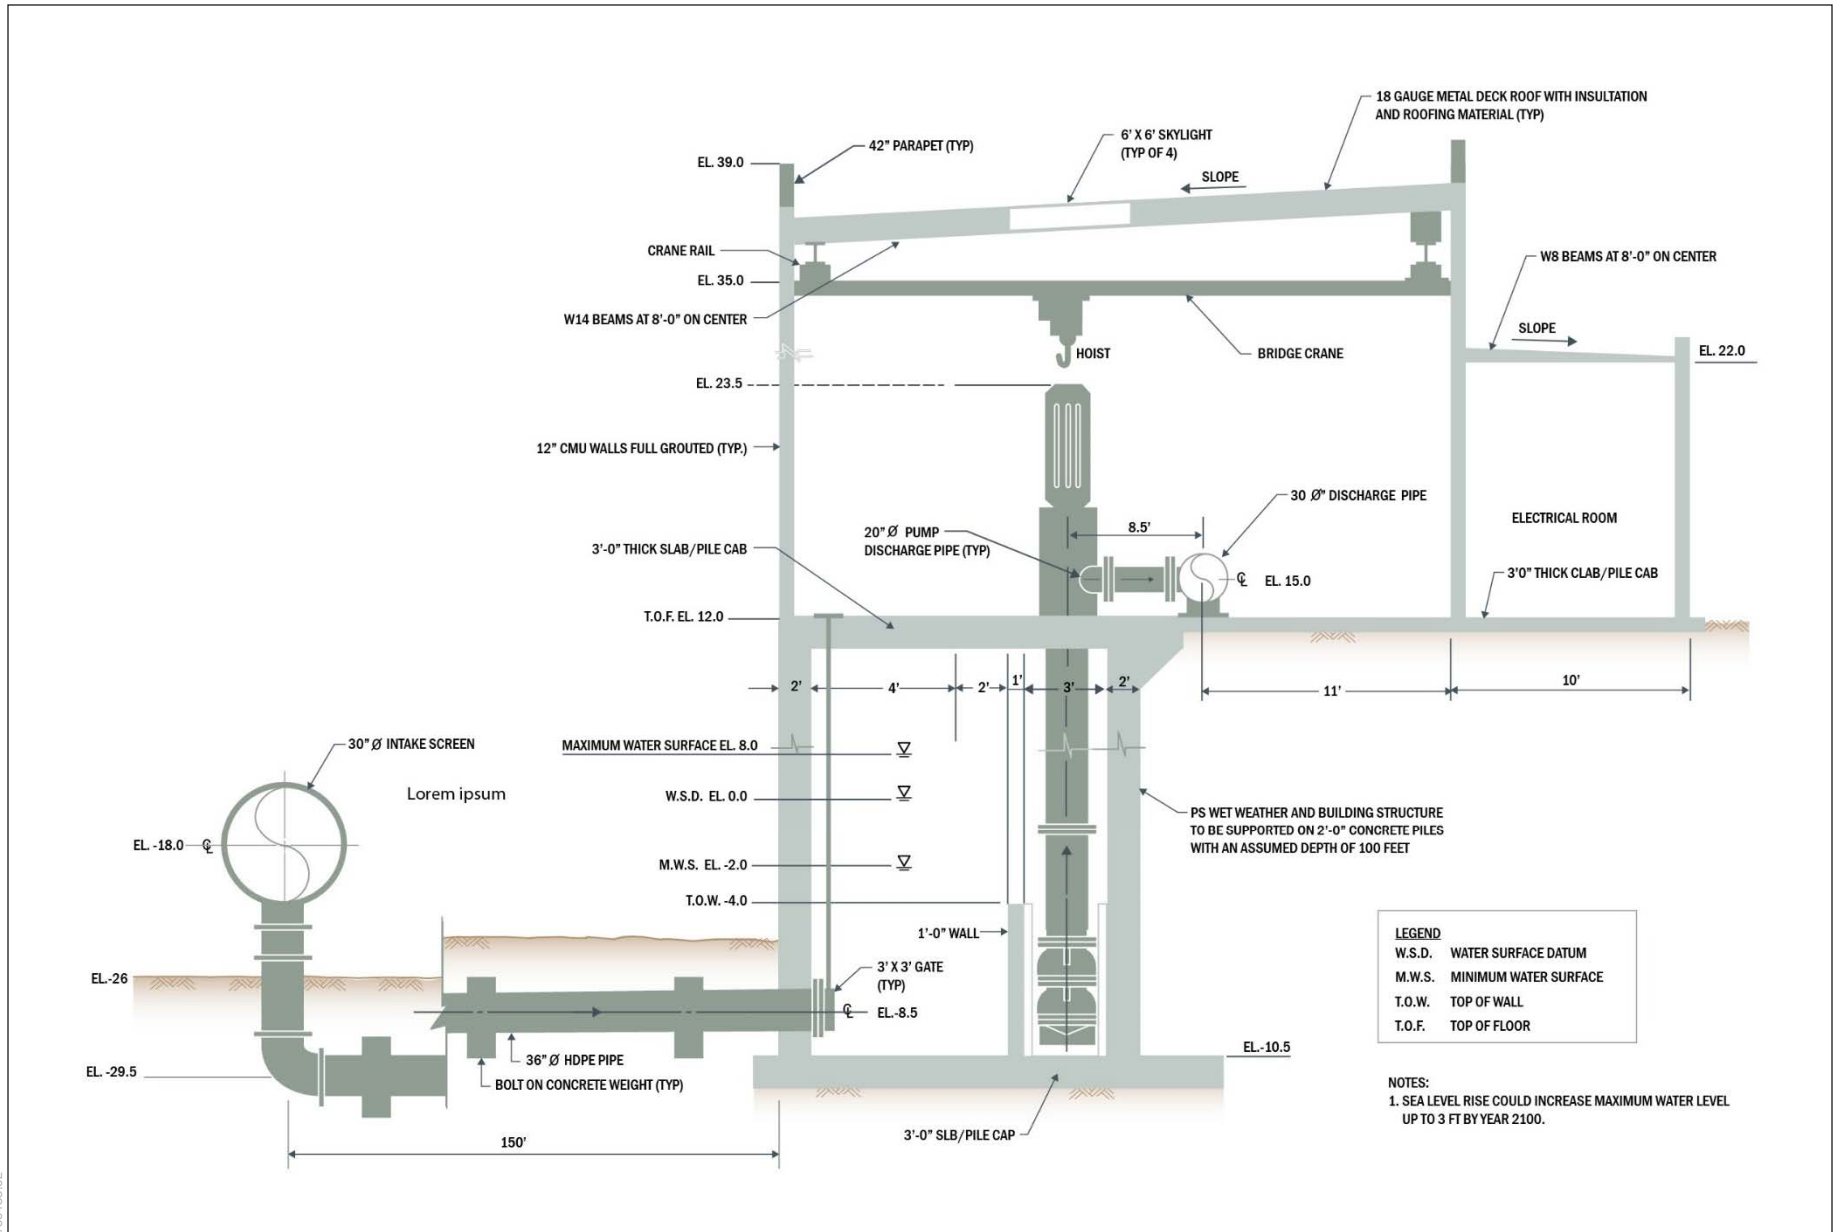 18 GAUGE METAL DECK ROOF WITH INSULTATION
AND ROOFING MATERIAL (TYP)
6' X 6' SKYLIGHT
(TYP OF 4)
42" PARAPET (TYP)
EL. 39.0
SLOPE
CRANE RAIL
W8 BEAMS AT 8'-0" ON CENTER
EL. 35.0
W14 BEAMS AT 8'-0" ON CENTER
SLOPE
HOIST
BRIDGE CRANE
EL. 22.0
EL. 23.5
12" CMU WALLS FULL GROUTED (TYP.)
30 Ø" DISCHARGE PIPE
8.5'
ELECTRICAL ROOM
20" Ø PUMP
DISCHARGE PIPE (TYP)
3'-0" THICK SLAB/PILE CAB
℄ EL. 15.0
3'0" THICK CLAB/PILE CAB
T.O.F. EL. 12.0
2'
4'
2'
1'
3'
2'
11'
10'
30" Ø INTAKE SCREEN
MAXIMUM WATER SURFACE EL. 8.0
Lorem ipsum
W.S.D. EL. 0.0
PS WET WEATHER AND BUILDING STRUCTURE
TO BE SUPPORTED ON 2'-0" CONCRETE PILES
WITH AN ASSUMED DEPTH OF 100 FEET
EL. -18.0 ℄
M.W.S. EL. -2.0
T.O.W. -4.0
1'-0" WALL
3' X 3' GATE
(TYP)
EL.-26
℄ EL.-8.5
36" Ø HDPE PIPE
BOLT ON CONCRETE WEIGHT (TYP)
EL.-10.5
EL. -29.5
3'-0" SLB/PILE CAP
150'
LEGEND
W.S.D. WATER SURFACE DATUM
M.W.S. MINIMUM WATER SURFACE
T.O.W. TOP OF WALL
T.O.F. TOP OF FLOOR
NOTES:
1. SEA LEVEL RISE COULD INCREASE MAXIMUM WATER LEVEL
UP TO 3 FT BY YEAR 2100.